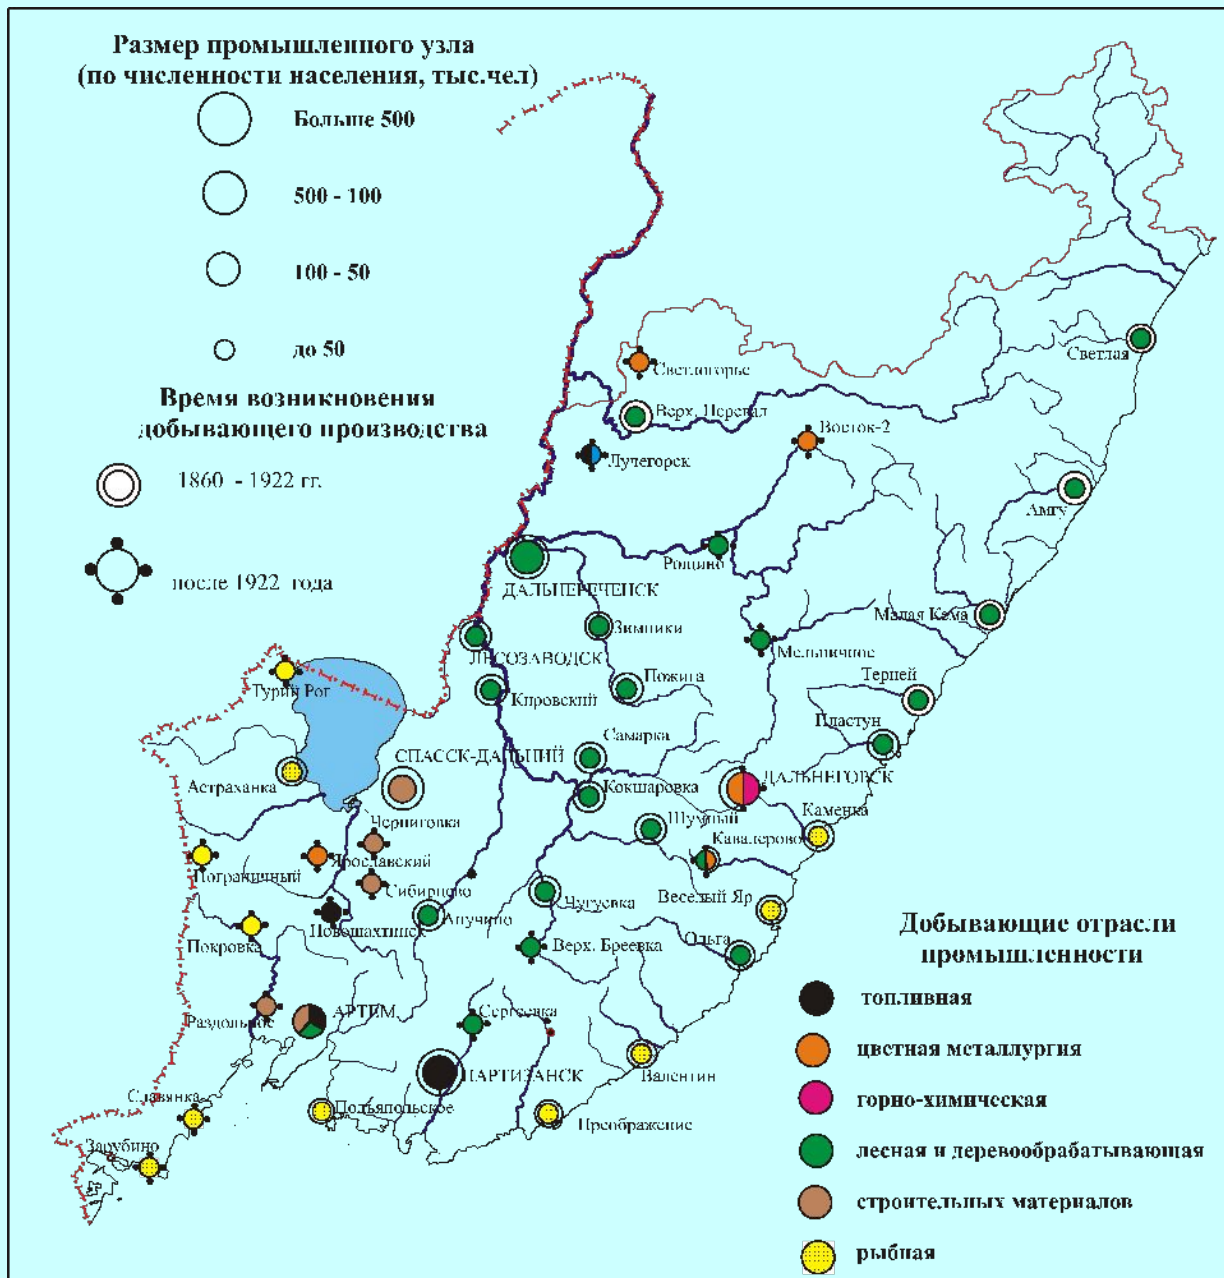 Размер промышленного узла
(по численности населения, тыс.чел)
Больше 500
500 - 100
100 - 50
до 50
Время возникновения
добывающего производства
1860 - 1922 гг.
после 1922 года
Светлая
Светлогорье
Верх. Перевал
Восток-2
Лучегорск
Амгу
Рощино
ДАЛЬНЕРЕЧЕНСК
Малая Кема
Зимники
ЛЕСОЗАВОДСК
Мельничное
Турий Рог
Пожига
Терней
Кировский
Пластун
Самарка
СПАССК-ДАЛЬНИЙ
ДАЛЬНЕГОРСК
Астраханка
Кокшаровка
Каменка
Черниговка
Шумный
Кавалерово
Ярославский
Пограничный
Сибирцево
Чугуевка
Веселый Яр
Новошахтинск
Анучино
Покровка
Верх. Бреевка
Ольга
Добывающие отрасли
промышленности
топливная
Раздольное
АРТЕМ
Сергеевка
цветная металлургия
ПАРТИЗАНСК
Валентин
горно-химическая
Славянка
Подъяпольское
Преображение
Зарубино
лесная и деревообрабатывающая
строительных материалов
рыбная